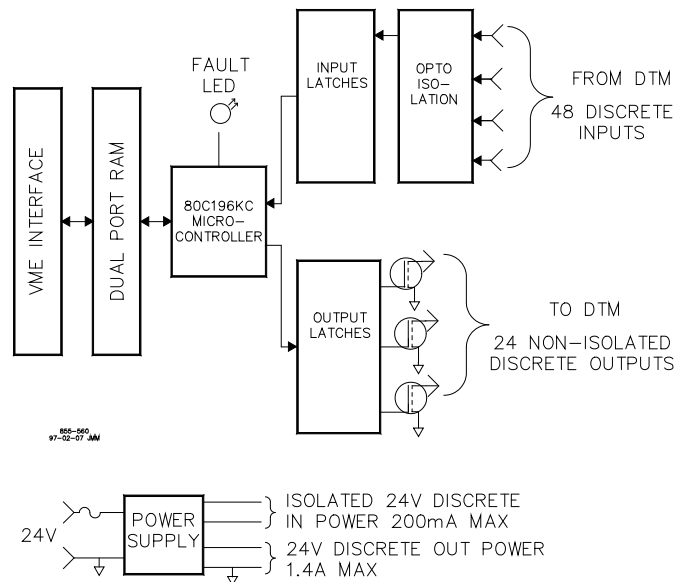 FAULT
LED
INPUT
LATCHES
OPTO
ISO-
LATION
FROM DTM
48 DISCRETE
INPUTS
VME INTERFACE
DUAL PORT RAM
80C196KC
MICRO-
CONTROLLER
OUTPUT
LATCHES
TO DTM
24 NON-ISOLATED
DISCRETE OUTPUTS
855-560
97-02-07 JMM
24V
POWER
SUPPLY
ISOLATED 24V DISCRETE
IN POWER 200mA MAX
24V DISCRETE OUT POWER
1.4A MAX